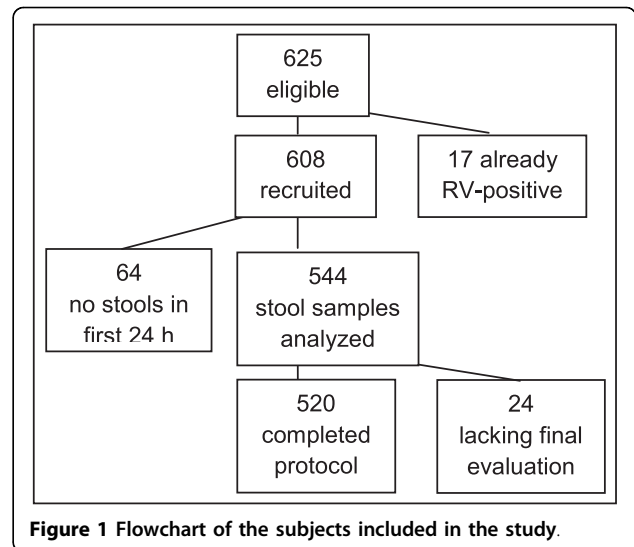 625
eligible
608
recruited
17 already
RV-positive
64
no stools in
first 24 h
544
stool samples
analyzed
520
completed
protocol
24
lacking final
evaluation
Figure 1 Flowchart of the subjects included in the study.